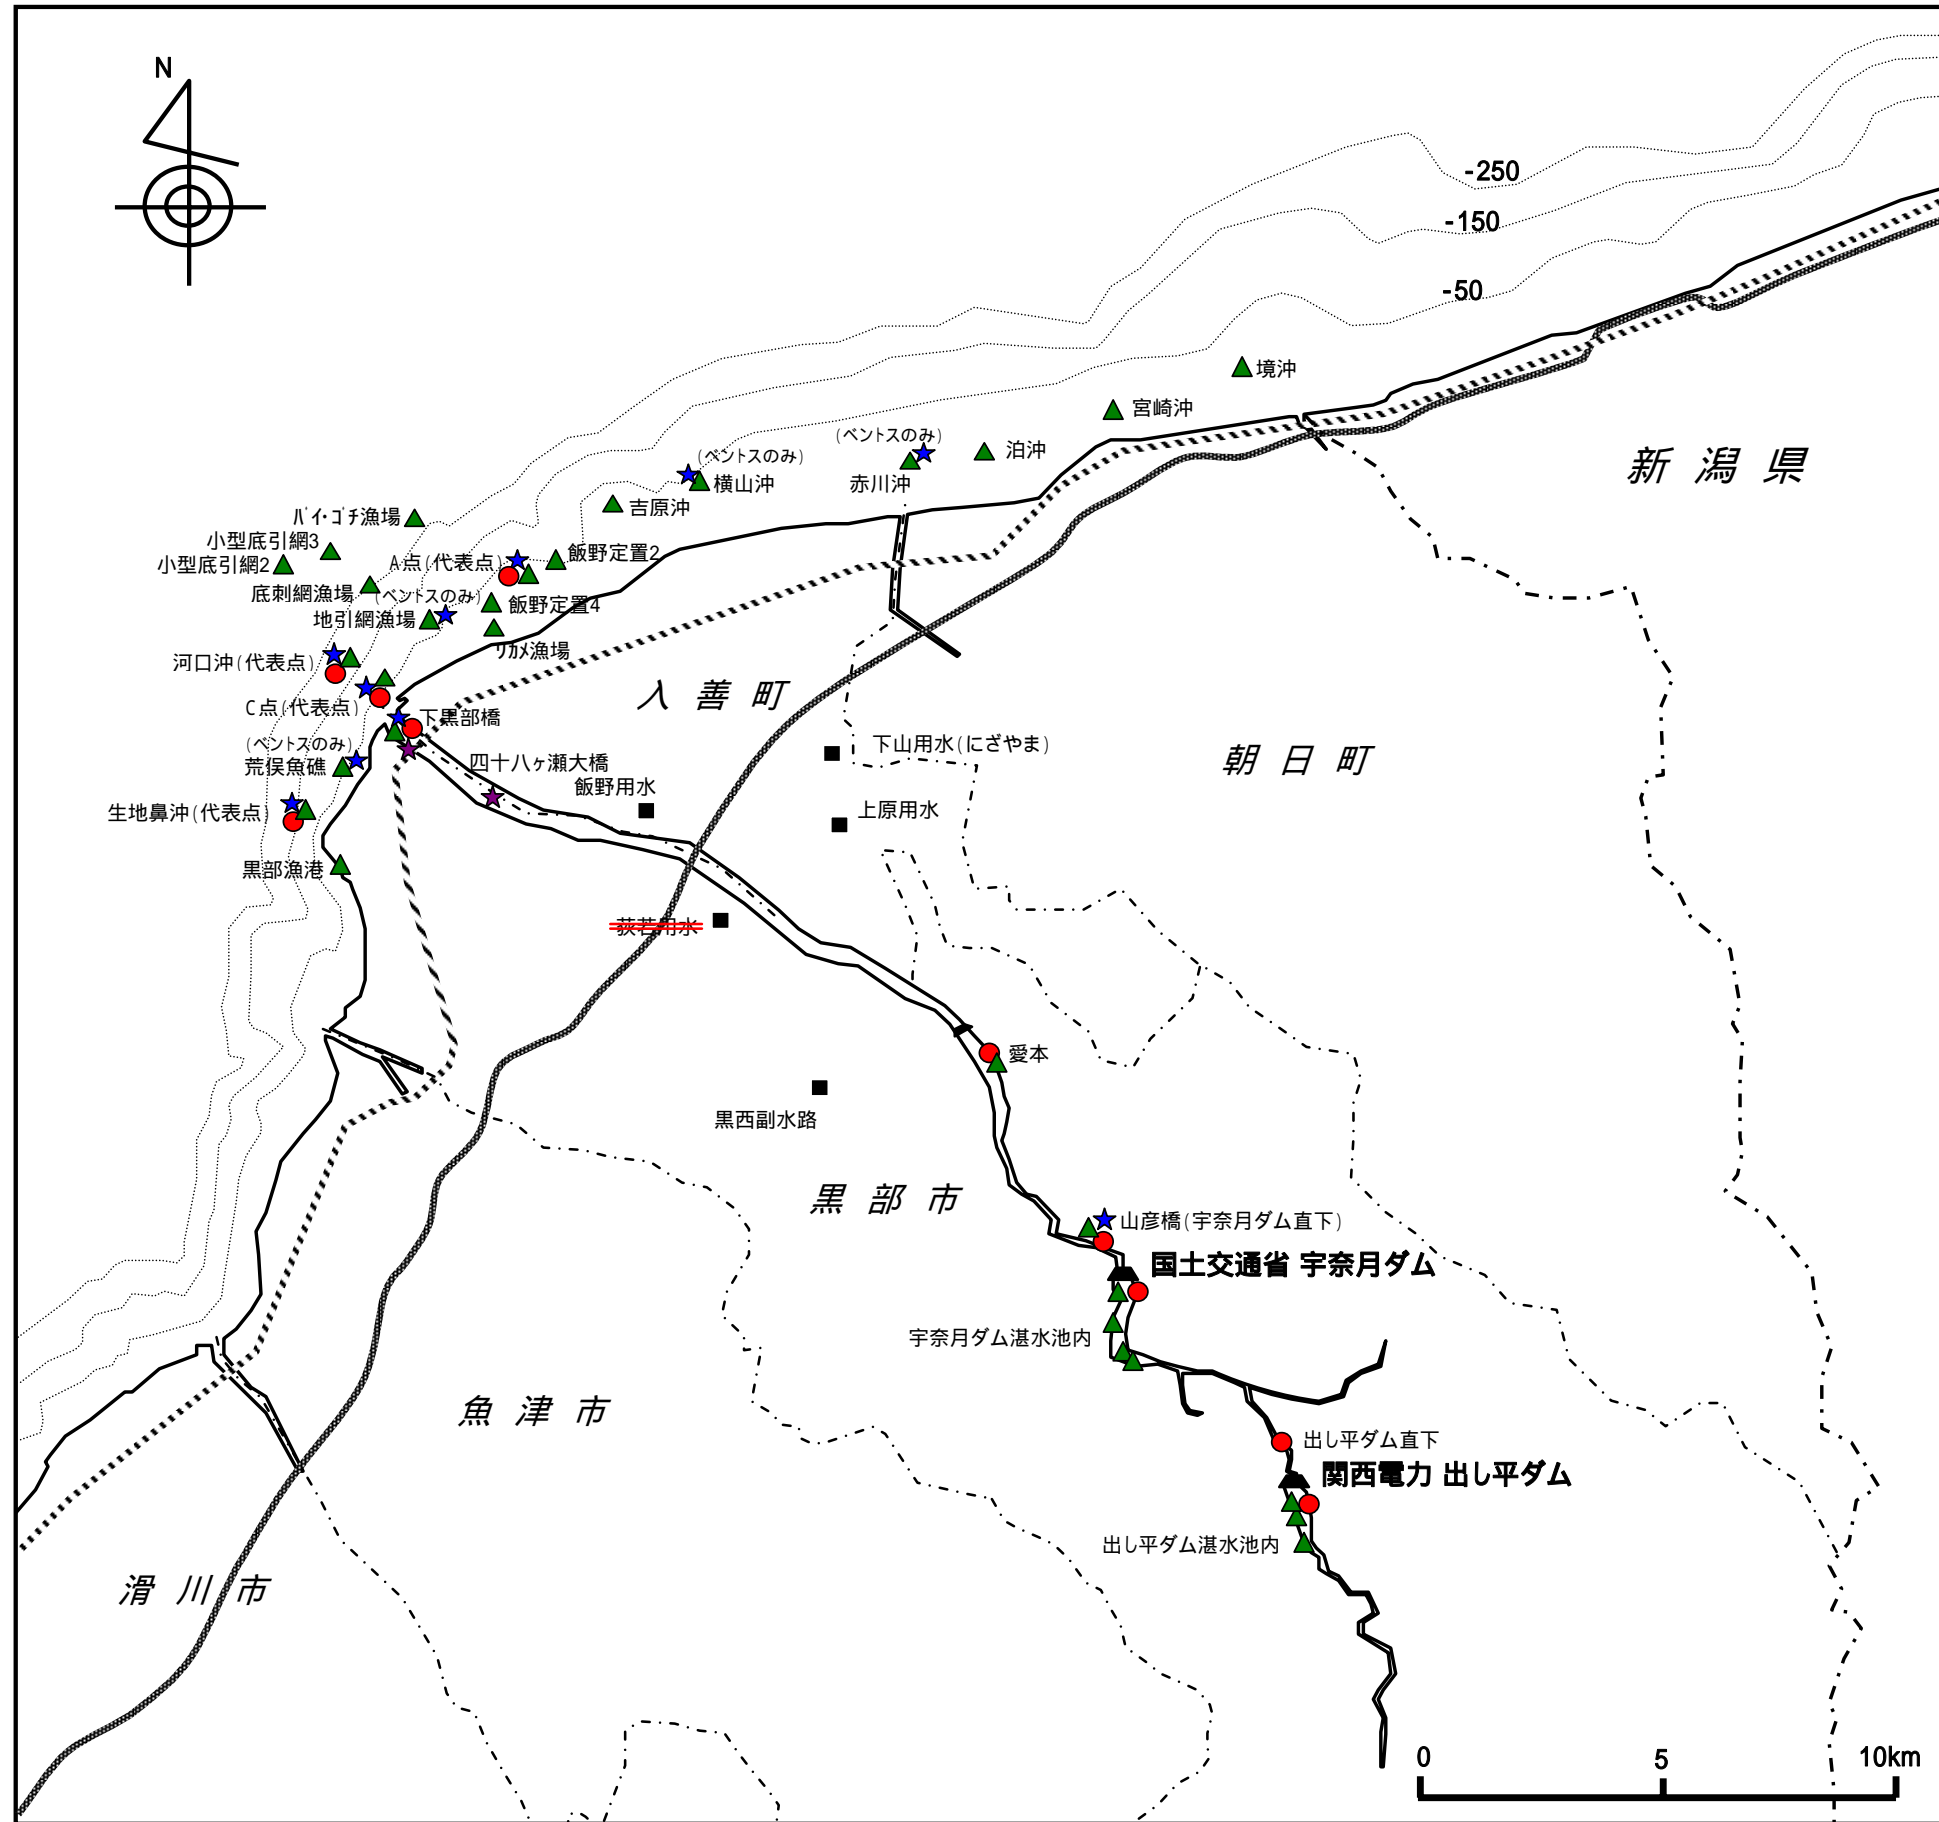 N
-250
-150
-50
境沖
宮崎沖
(ベントスのみ)
泊沖
赤川沖
(ベントスのみ)
横山沖
吉原沖
バイ・ゴチ漁場
小型底引網3
小型底引網2
A点(代表点)
飯野定置2
底刺網漁場
(ベントスのみ)
飯野定置4
地引網漁場
ワカメ漁場
河口沖(代表点)
C点(代表点)
下黒部橋
(ベントスのみ)
荒俣魚礁
四十八ヶ瀬大橋
飯野用水
生地鼻沖(代表点)
黒部漁港
新潟県
入善町
朝日町
下山用水(にざやま)
上原用水
荻若用水
愛本
黒西副水路
黒部市
山彦橋(宇奈月ダム直下)
国土交通省 宇奈月ダム
宇奈月ダム湛水池内
魚津市
出し平ダム直下
関西電力 出し平ダム
出し平ダム湛水池内
滑川市
0 5 10km